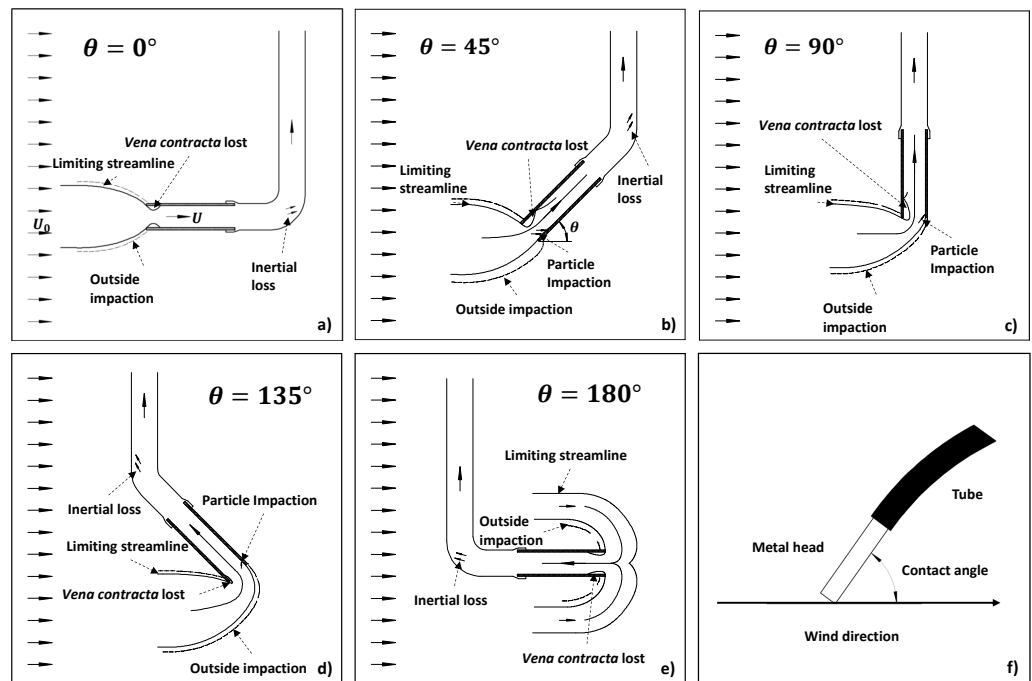 θ = 0°
Vena contracta lost
Limiting streamline
U₀
U
Outside
impaction
Inertial
loss
a)
θ = 45°
Vena contracta lost
Limiting
streamline
Inertial
loss
θ
Particle
Impaction
Outside impaction
b)
θ = 90°
Vena contracta
lost
Limiting
streamline
Particle
Impaction
Outside
impaction
c)
θ = 135°
Particle Impaction
Inertial loss
Limiting streamline
Vena contracta lost
Outside impaction
d)
θ = 180°
Limiting streamline
Outside
impaction
Inertial loss
Vena contracta lost
e)
Tube
Metal head
Contact angle
Wind direction
f)